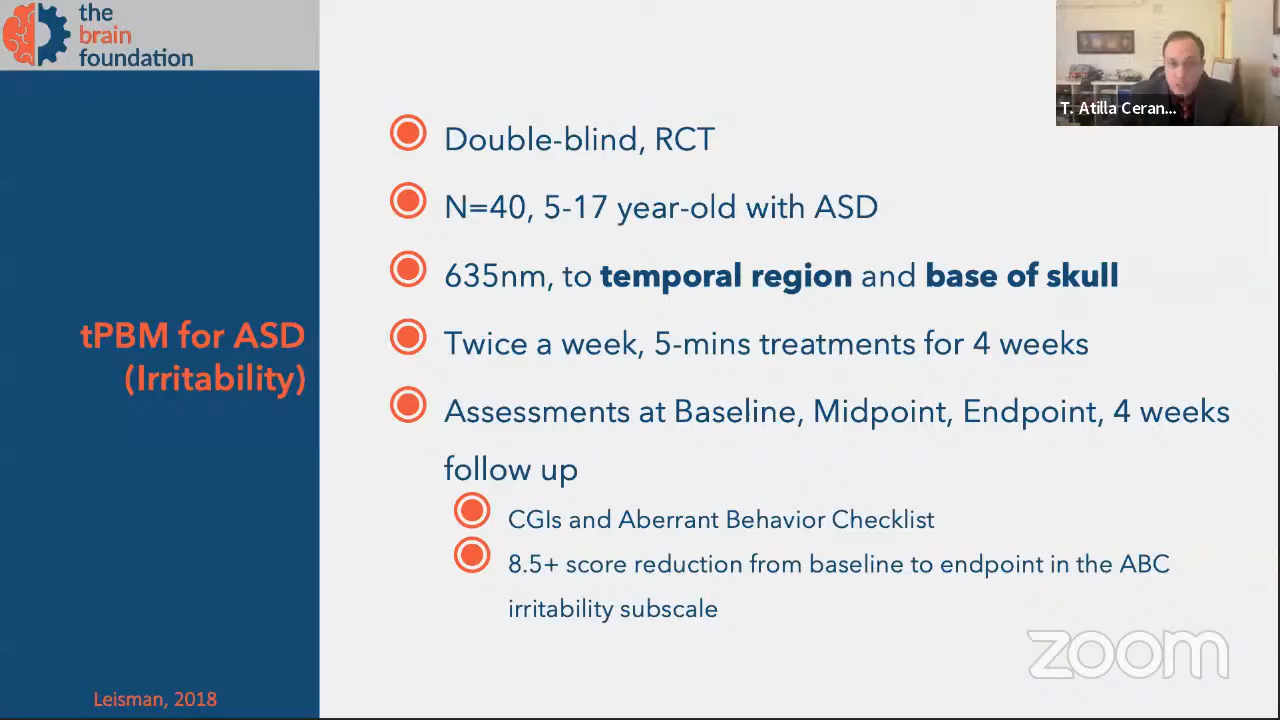 the
brain
foundation
T. Atilla Ceran...
tPBM for ASD
(Irritability)
Double-blind, RCT
N=40, 5-17 year-old with ASD
635nm, to temporal region and base of skull
Twice a week, 5-mins treatments for 4 weeks
Assessments at Baseline, Midpoint, Endpoint, 4 weeks
follow up
CGIs and Aberrant Behavior Checklist
8.5+ score reduction from baseline to endpoint in the ABC
irritability subscale
Leisman, 2018
zoom